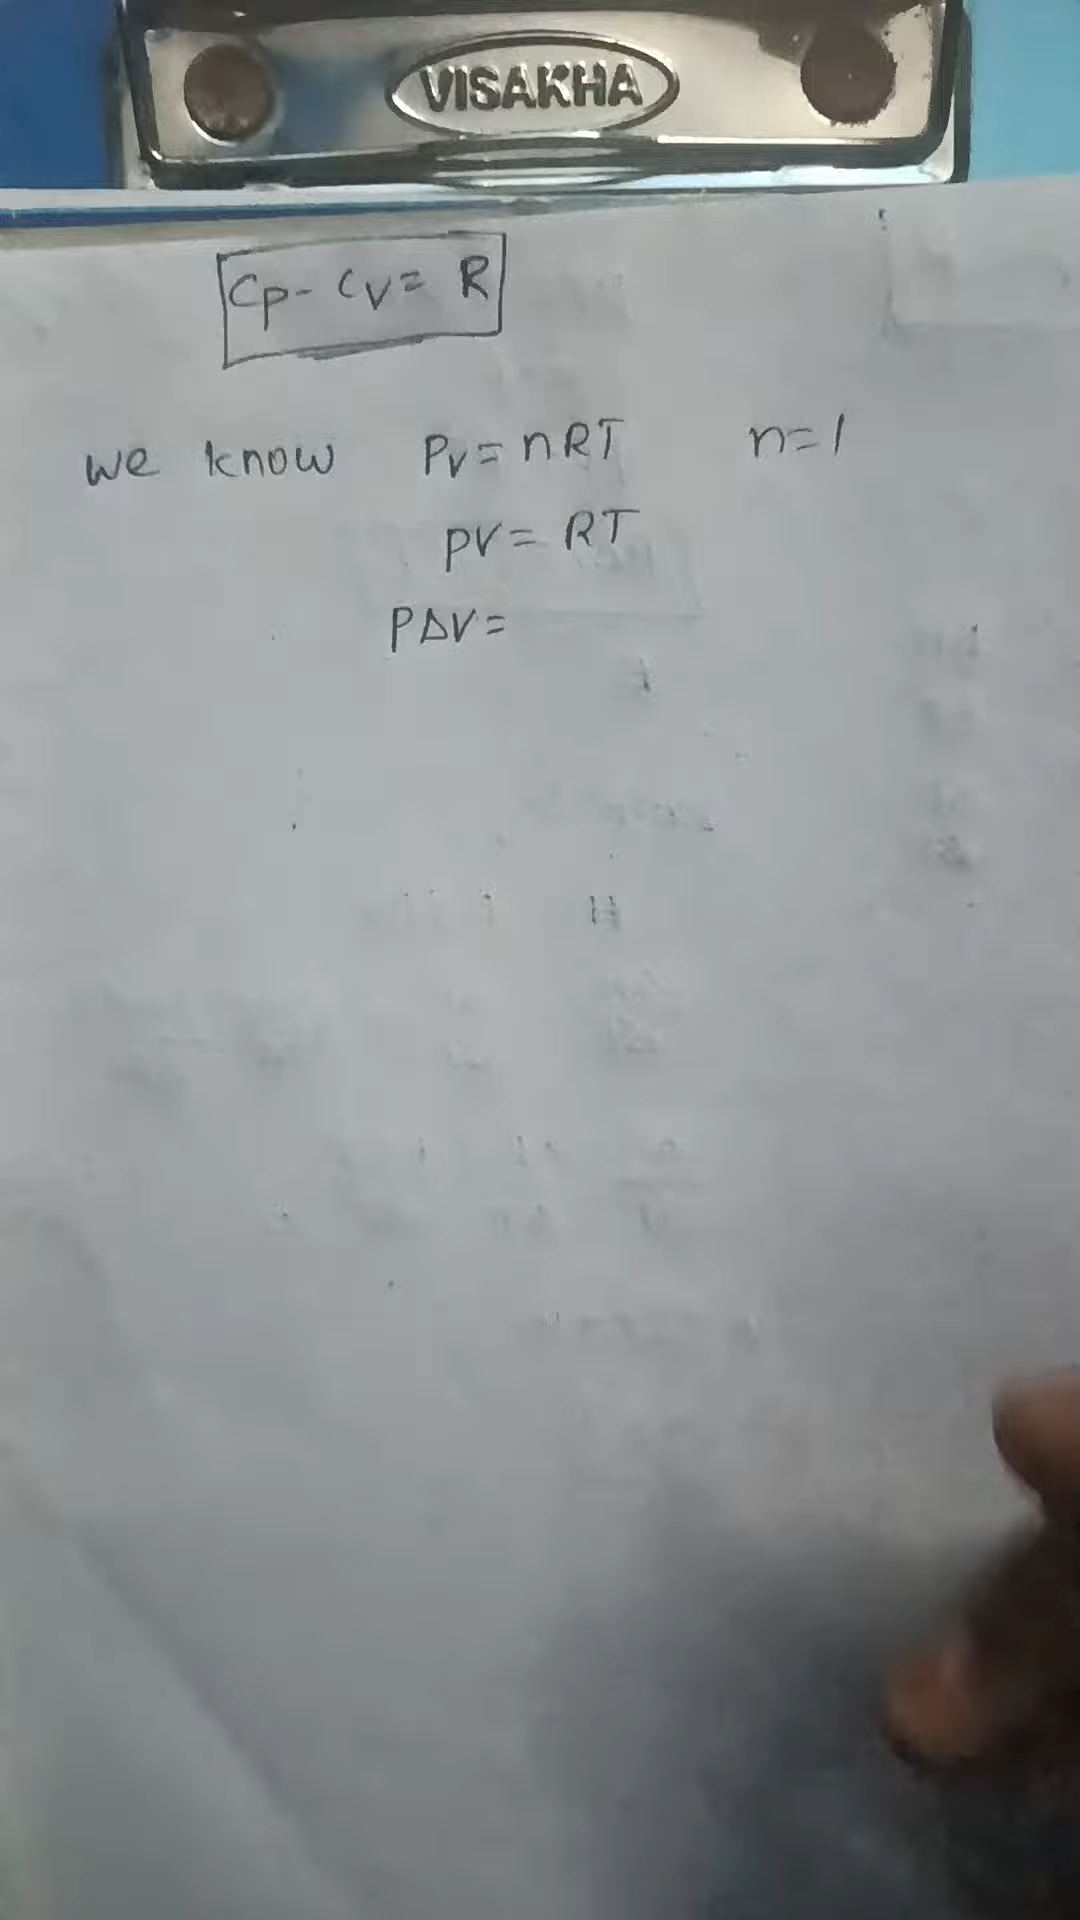 VISAKHA
Cp- Cv= R
we know Pv= nRT n=1
PV= RT
PΔV=